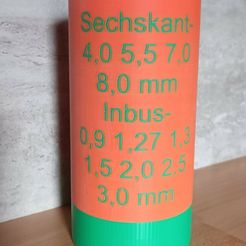 Sechskant-
4,0 5,5 7,0
8,0 mm
Inbus-
0,9 1,27 1,3
1,5 2,0 2,5
3,0 mm